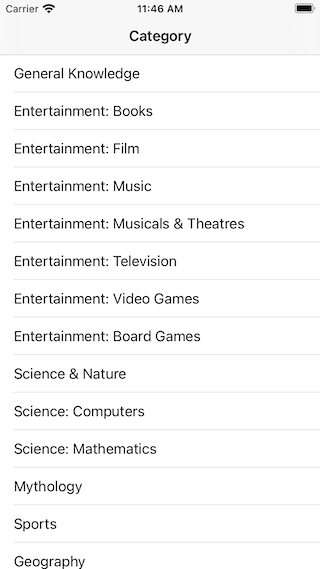 Carrier 11:46 AM
Category
General Knowledge
Entertainment: Books
Entertainment: Film
Entertainment: Music
Entertainment: Musicals & Theatres
Entertainment: Television
Entertainment: Video Games
Entertainment: Board Games
Science & Nature
Science: Computers
Science: Mathematics
Mythology
Sports
Geography